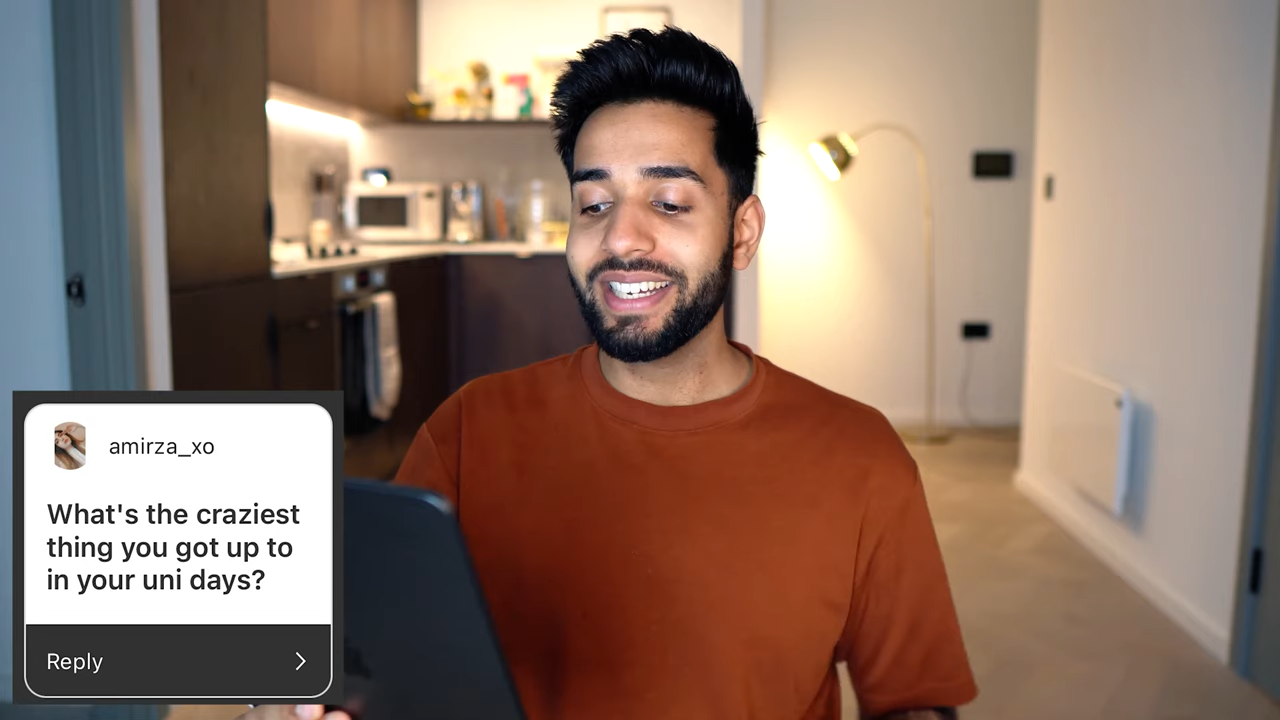 amirza_xo
What's the craziest
thing you got up to
in your uni days?
Reply